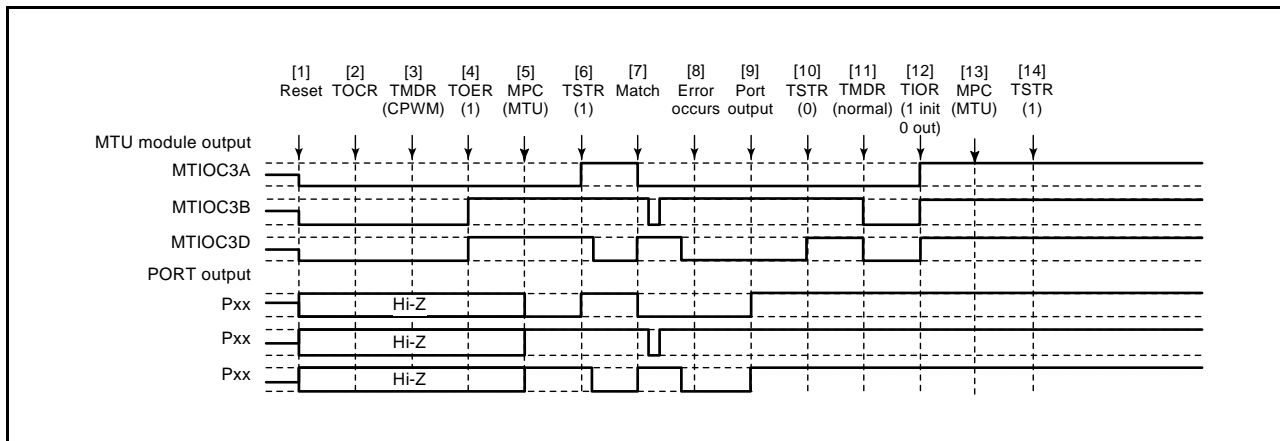 [1] [2] [3] [4] [5] [6] [7] [8] [9] [10] [11] [12] [13] [14]
Reset TOCR TMDR TOER MPC TSTR Match Error Port TSTR TMDR TIOR MPC TSTR
(CPWM) (1) (MTU) (1) occurs output (0) (normal) (1 init (MTU) (1)
0 out)
MTU module output
MTIOC3A
MTIOC3B
MTIOC3D
PORT output
Pxx Hi-Z
Pxx Hi-Z
Pxx Hi-Z